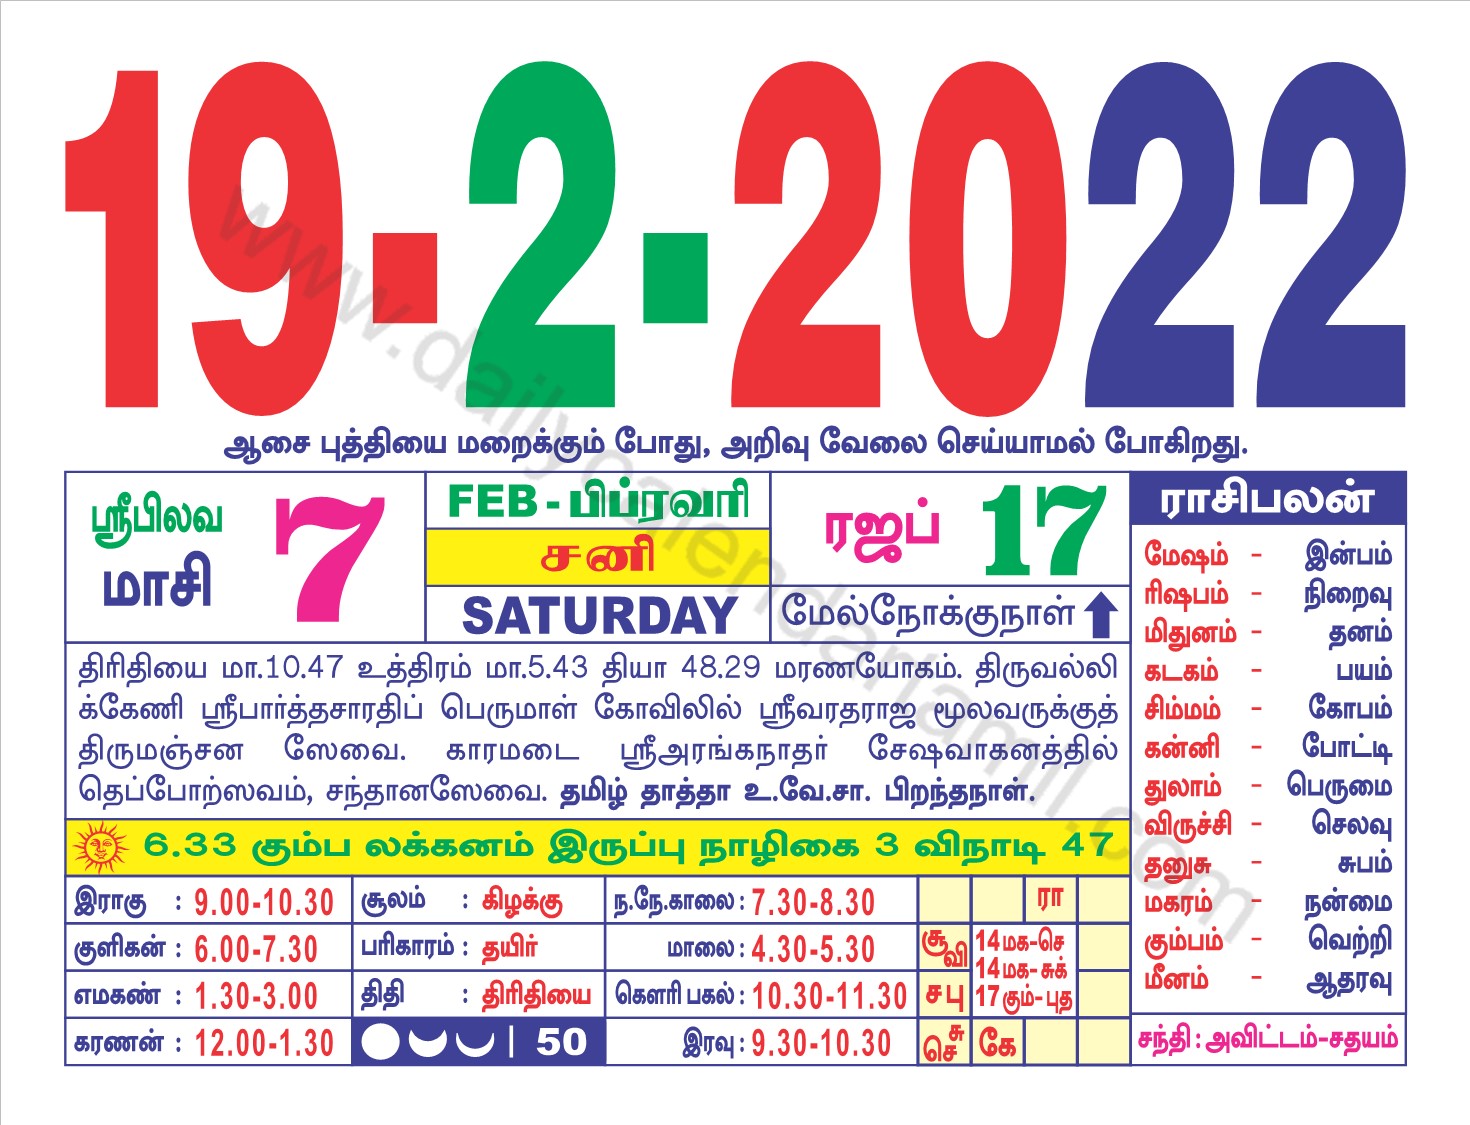 19-2-2022
ஆசை புத்தியை மறைக்கும் போது, அறிவு வேலை செய்யாமல் போகிறது.
ஸ்ரீபிலவ
மாசி 7
FEB - பிப்ரவரி
சனி
SATURDAY
ரஜப் 17
மேல்நோக்குநாள்
திரிதியை மா.10.47 உத்திரம் மா.5.43 தியா 48.29 மரணயோகம். திருவல்லி
க்கேணி ஸ்ரீபார்த்தசாரதிப் பெருமாள் கோவிலில் ஸ்ரீவரதராஜ மூலவருக்குத்
திருமஞ்சன ஸேவை. காரமடை ஸ்ரீஅரங்கநாதர் சேஷவாகனத்தில்
தெப்போற்ஸவம், சந்தானஸேவை. தமிழ் தாத்தா உ.வே.சா. பிறந்தநாள்.
6.33 கும்ப லக்கனம் இருப்பு நாழிகை 3 விநாடி 47
இராகு : 9.00-10.30
குளிகன் : 6.00-7.30
எமகண் : 1.30-3.00
கரணன் : 12.00-1.30
சூலம் : கிழக்கு
பரிகாரம் : தயிர்
திதி : திரிதியை
| 50
ந.நே.காலை : 7.30-8.30
மாலை : 4.30-5.30
கௌரி பகல் : 10.30-11.30
இரவு : 9.30-10.30
ரா
சூ வி
14 மக-செ
14 மக-சுக்
17 கும்-புத
சபு
சு செ
கே
ராசிபலன்
மேஷம் - இன்பம்
ரிஷபம் - நிறைவு
மிதுனம் - தனம்
கடகம் - பயம்
சிம்மம் - கோபம்
கன்னி - போட்டி
துலாம் - பெருமை
விருச்சி - செலவு
தனுசு - சுபம்
மகரம் - நன்மை
கும்பம் - வெற்றி
மீனம் - ஆதரவு
சந்தி : அவிட்டம்-சதயம்
www.dailycalendartamil.com